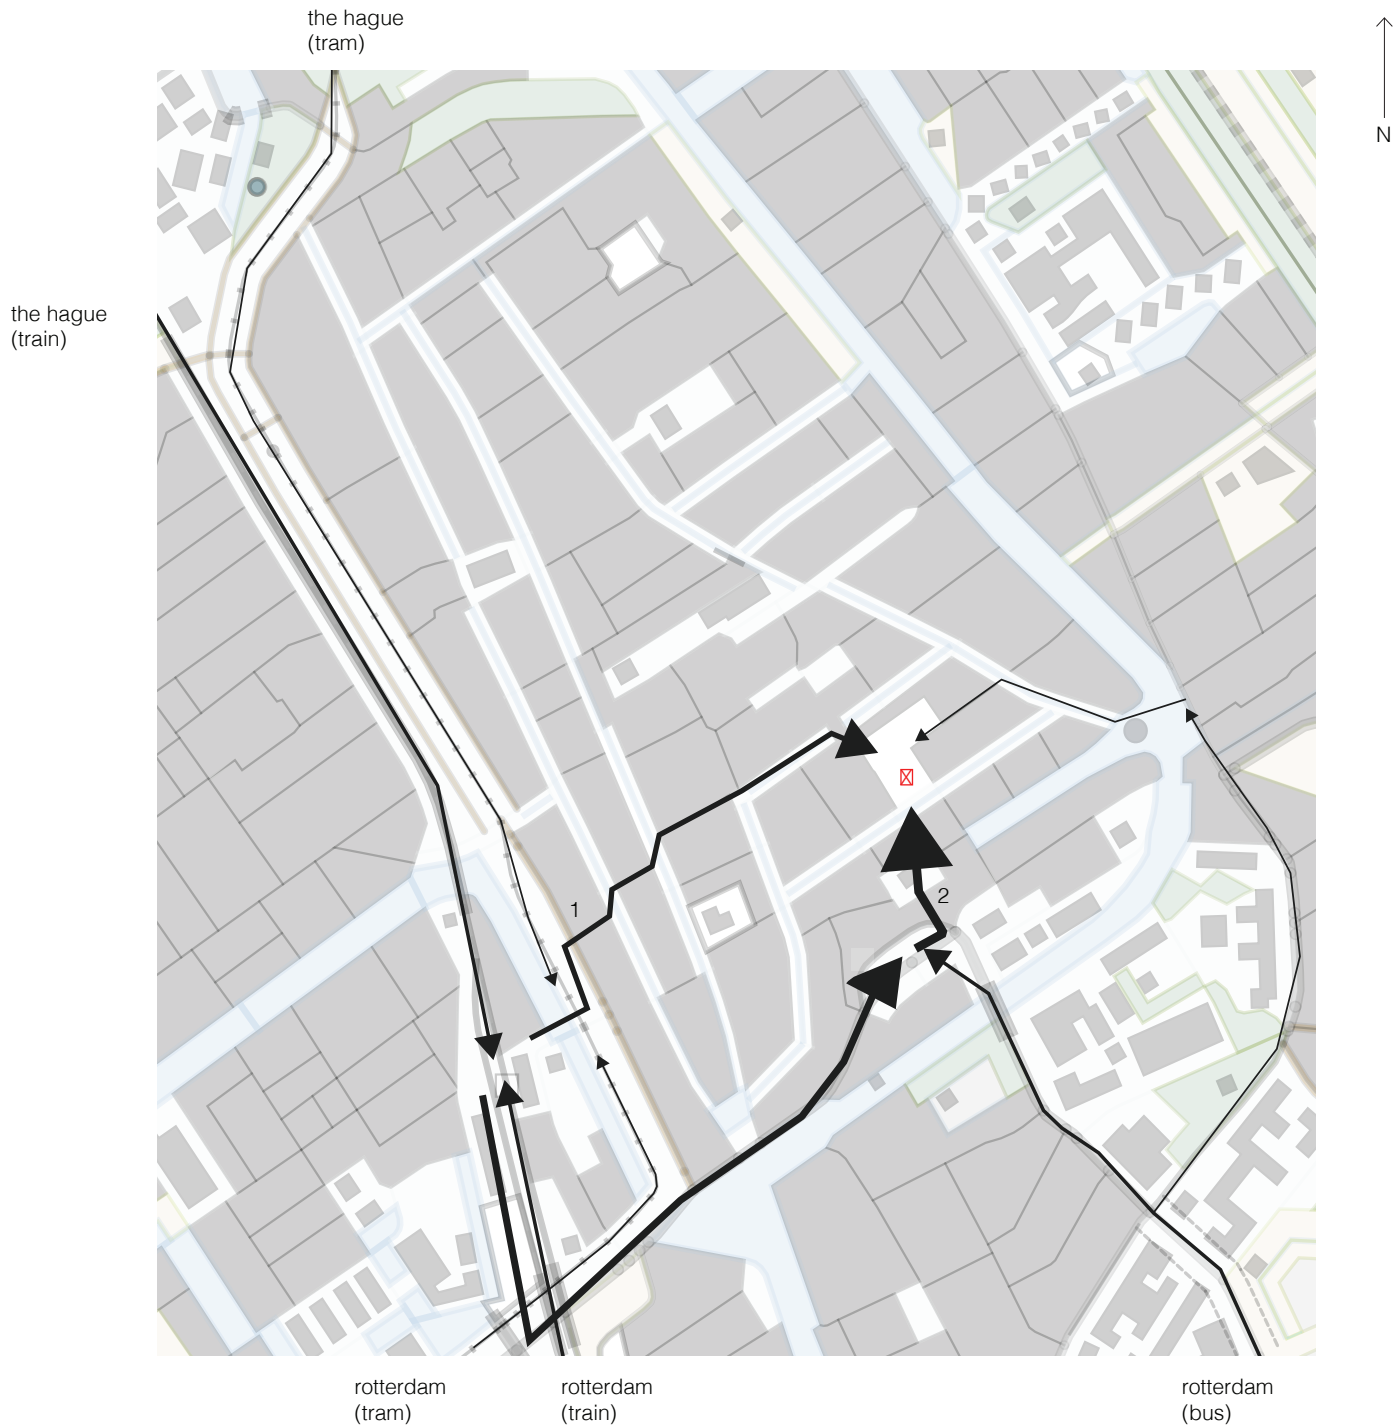 the hague
(tram)
N
the hague
(train)
1
2
rotterdam
(tram)
rotterdam
(train)
rotterdam
(bus)